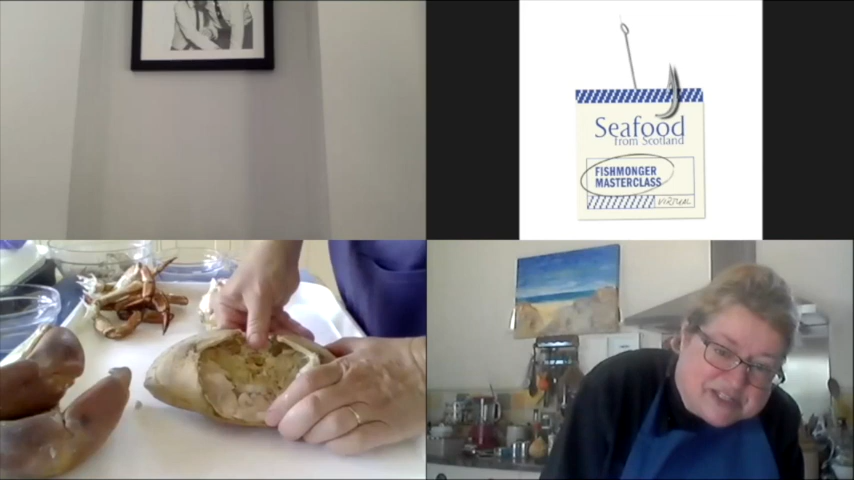 Seafood
from Scotland
FISHMONGER
MASTERCLASS
VIRTUAL